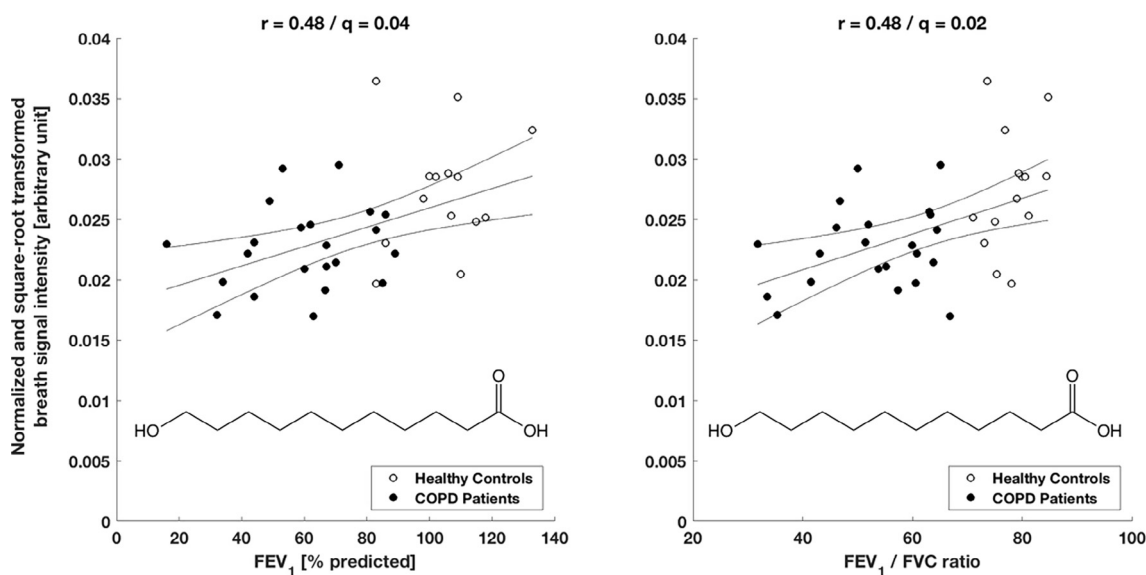 r = 0.48 / q = 0.04
Normalized and square-root transformed
breath signal intensity [arbitrary unit]
0.04
0.035
0.03
0.025
0.02
0.015
0.01
0.005
0
HO
O
OH
Healthy Controls
COPD Patients
0 20 40 60 80 100 120 140
FEV1 [% predicted]
r = 0.48 / q = 0.02
0.04
0.035
0.03
0.025
0.02
0.015
0.01
0.005
0
HO
O
OH
Healthy Controls
COPD Patients
20 40 60 80 100
FEV1 / FVC ratio